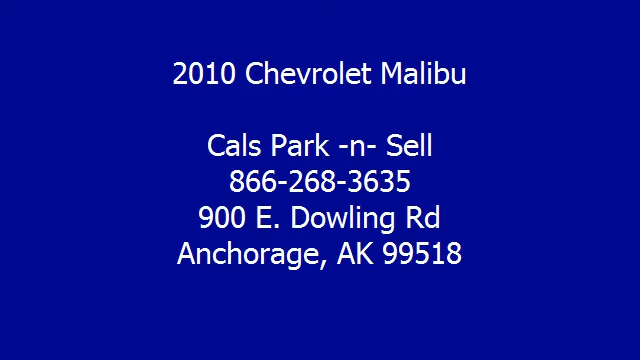 2010 Chevrolet Malibu
Cals Park -n- Sell
866-268-3635
900 E. Dowling Rd
Anchorage, AK 99518